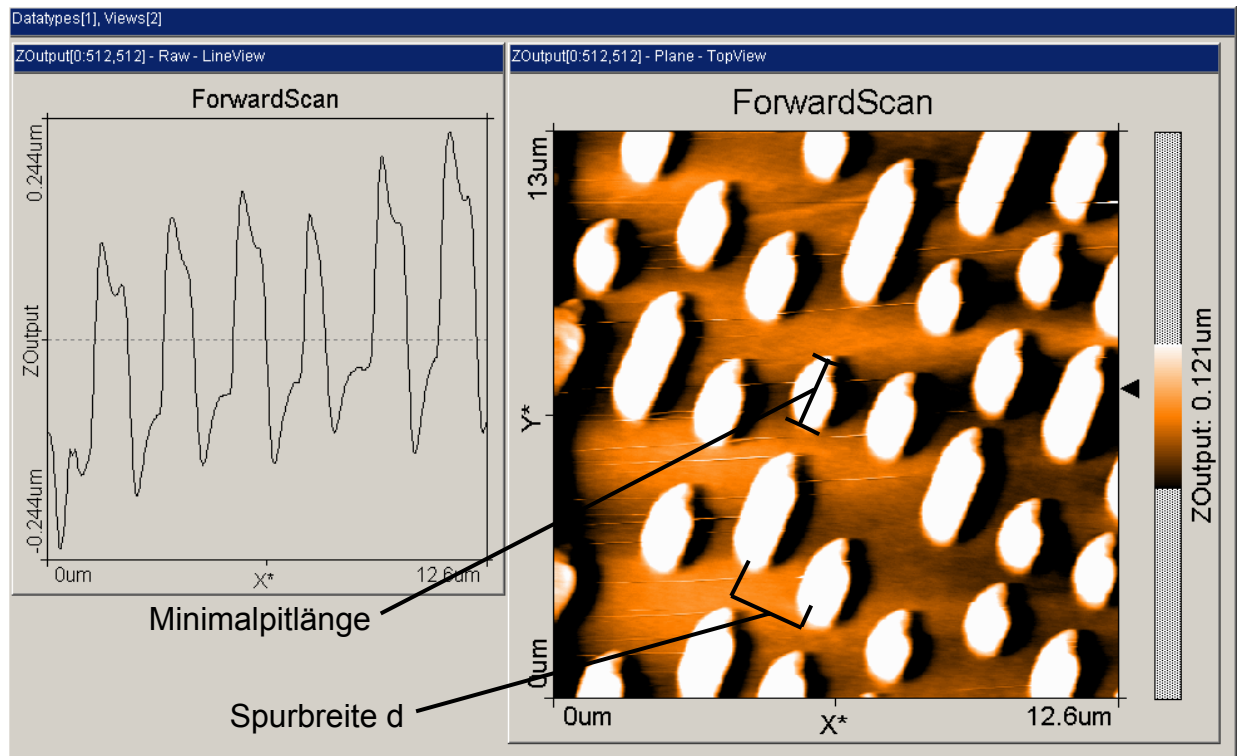 Datatypes[1], Views[2]
ZOutput[0:512,512] - Raw - LineView
ForwardScan
0.244um
ZOutput
-0.244um
0um
X*
12.6um
ZOutput[0:512,512] - Plane - TopView
ForwardScan
13um
Y*
0um
0um
X*
12.6um
ZOutput: 0.121um
Minimalpitlänge
Spurbreite d